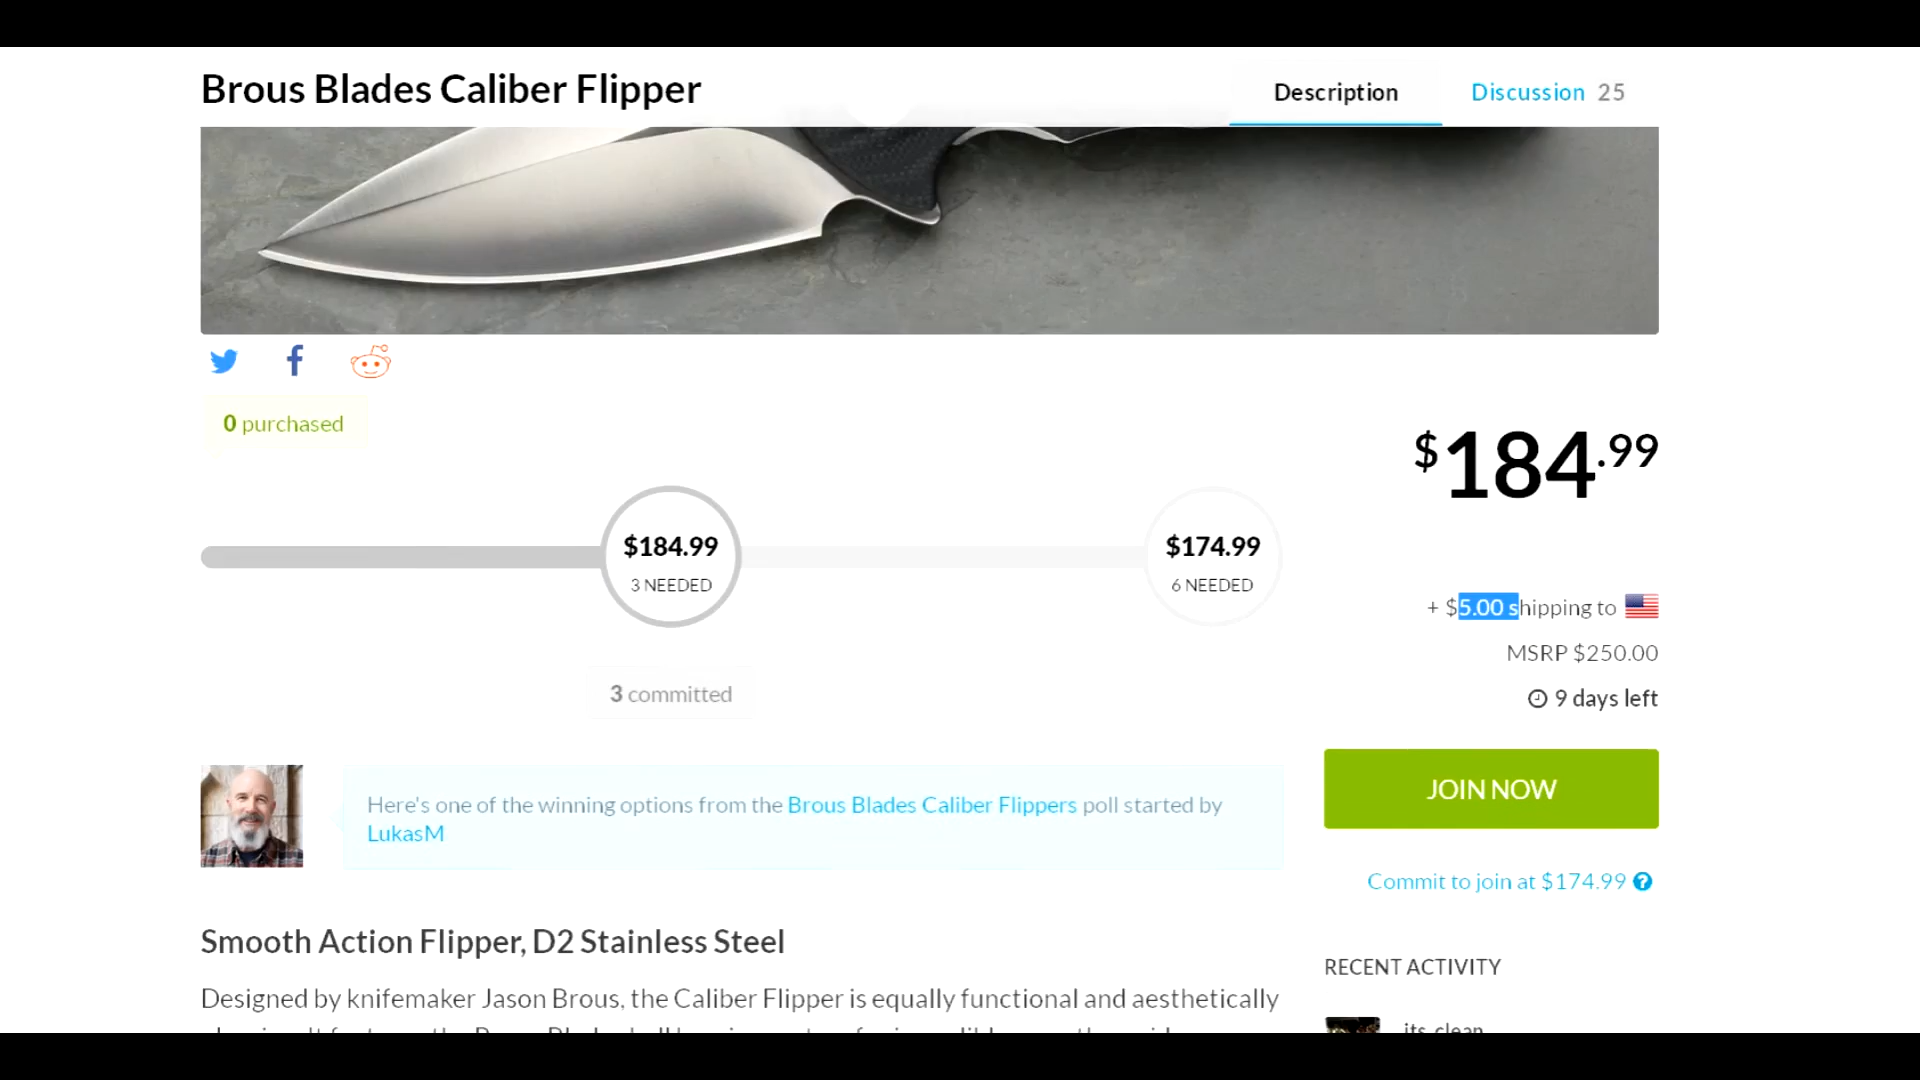 Brous Blades Caliber Flipper
Description
Discussion 25
0 purchased
$184.99
$184.99
3 NEEDED
$174.99
6 NEEDED
+ $5.00 shipping to
MSRP $250.00
3 committed
9 days left
Here's one of the winning options from the Brous Blades Caliber Flippers poll started by
LukasM
JOIN NOW
Commit to join at $174.99 ?
Smooth Action Flipper, D2 Stainless Steel
RECENT ACTIVITY
Designed by knifemaker Jason Brous, the Caliber Flipper is equally functional and aesthetically
its_clean